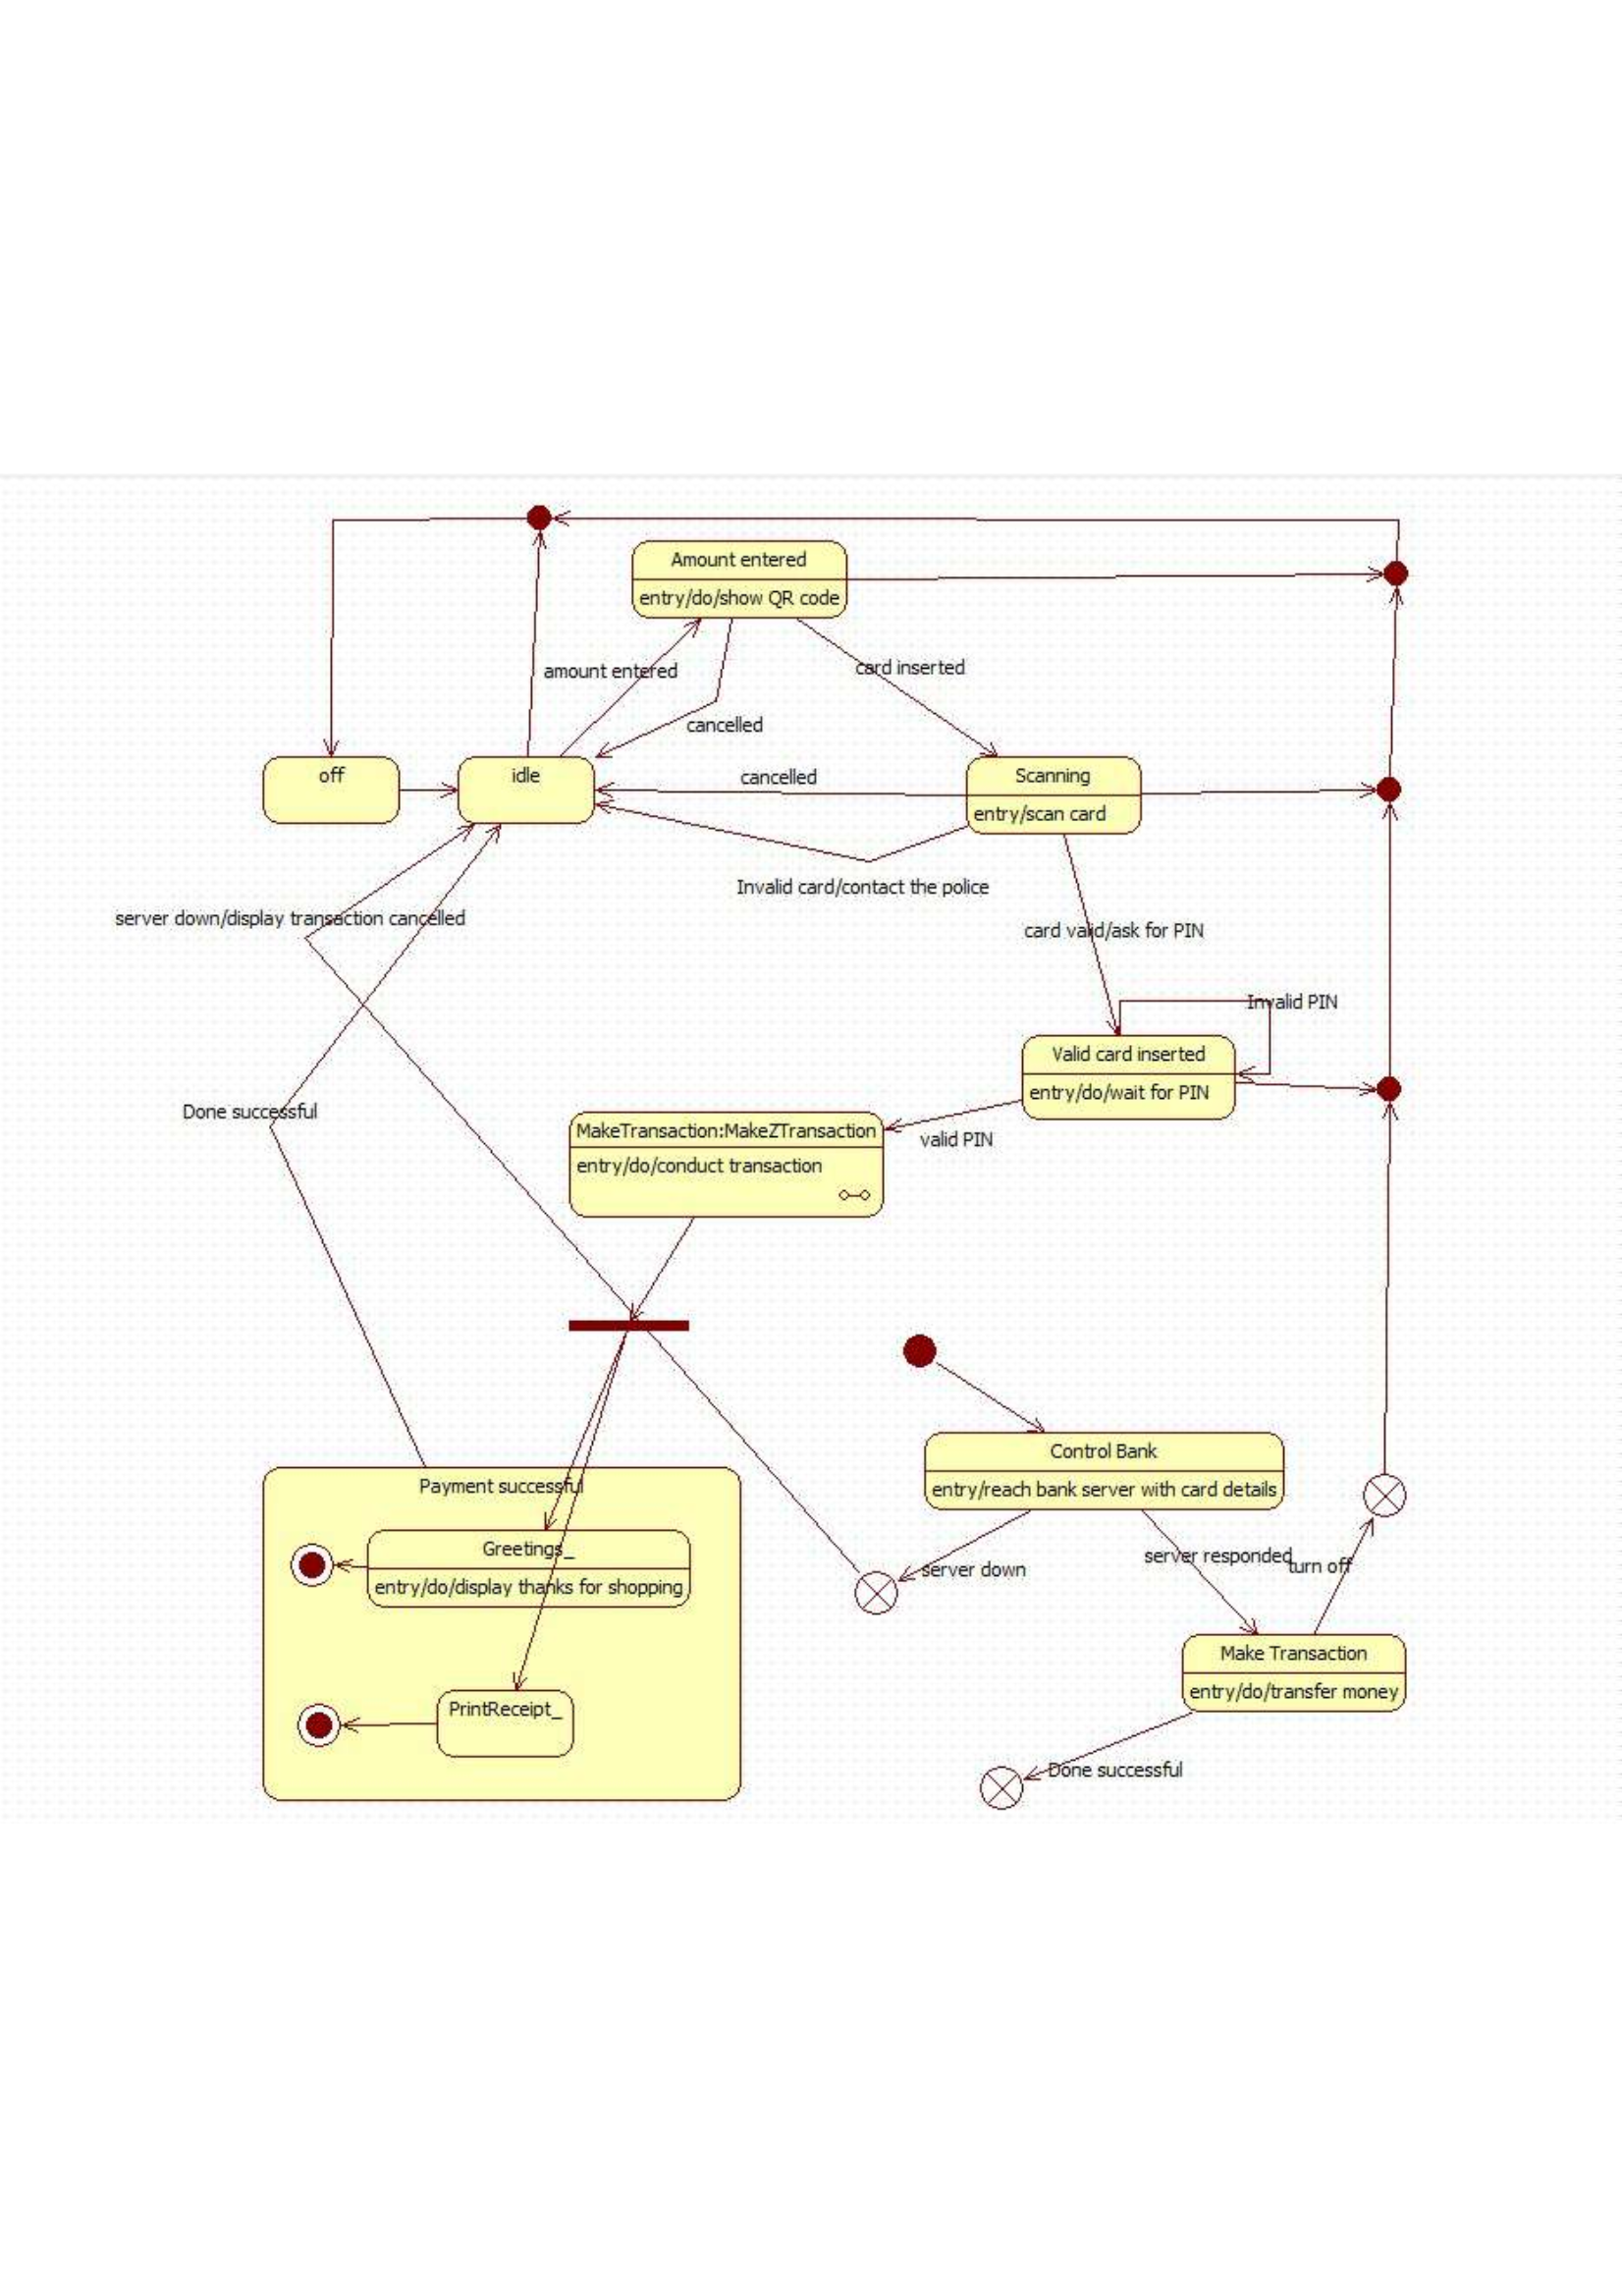 Amount entered
entry/do/show QR code
amount entered
card inserted
cancelled
off
idle
cancelled
Scanning
entry/scan card
Invalid card/contact the police
server down/display transaction cancelled
card valid/ask for PIN
Invalid PIN
Valid card inserted
entry/do/wait for PIN
Done successful
MakeTransaction:MakeZTransaction
valid PIN
entry/do/conduct transaction
Control Bank
entry/reach bank server with card details
Payment successful
Greetings_
entry/do/display thanks for shopping
server down
server responded
turn off
Make Transaction
entry/do/transfer money
PrintReceipt_
Done successful